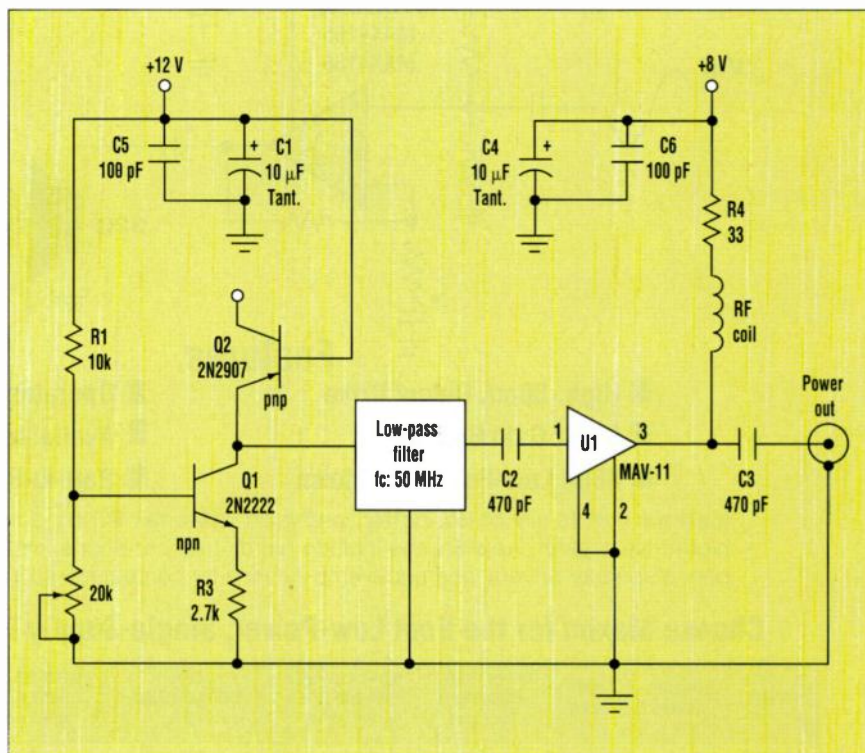 +12 V
+8 V
C5
100 pF
+
C1
10 µF
Tant.
C4
10 µF
Tant.
+
C6
100 pF
R4
33
RF
coil
R1
10k
Q2
2N2907
pnp
Power
out
Low-pass
filter
fc: 50 MHz
1
U1
3
MAV-11
4
2
C2
470 pF
C3
470 pF
Q1
2N2222
npn
20k
R3
2.7k